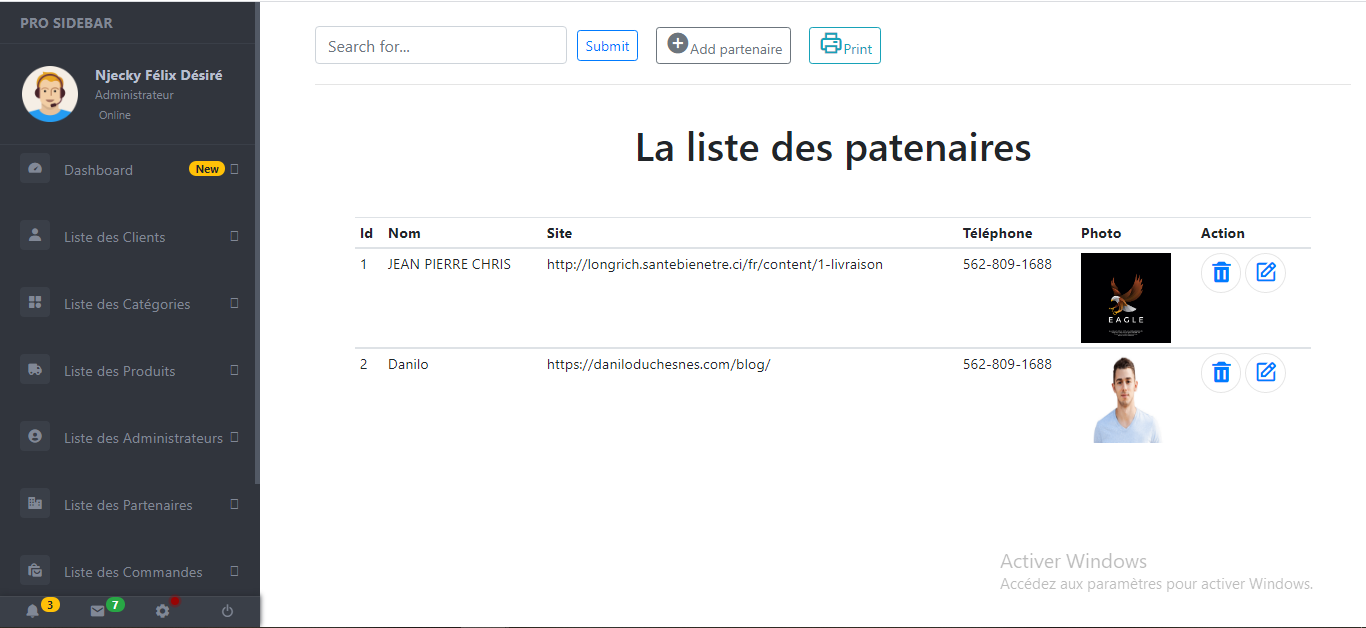 PRO SIDEBAR
Njecky Félix Désiré
Administrateur
Online
Dashboard New
Liste des Clients
Liste des Catégories
Liste des Produits
Liste des Administrateurs
Liste des Partenaires
Liste des Commandes
3 7
Search for... Submit Add partenaire Print
La liste des patenaires
Id Nom Site Téléphone Photo Action
1 JEAN PIERRE CHRIS http://longrich.santebienetre.ci/fr/content/1-livraison 562-809-1688
EAGLE
2 Danilo https://daniloduchesnes.com/blog/ 562-809-1688
Activer Windows
Accédez aux paramètres pour activer Windows.